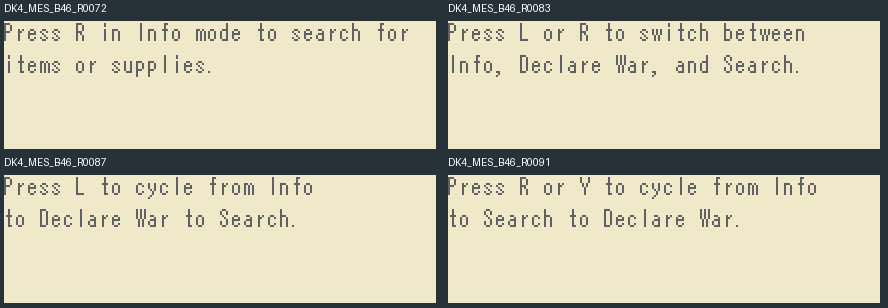 DK4_MES_B46_R0072
Press R in Info mode to search for
items or supplies.
DK4_MES_B46_R0083
Press L or R to switch between
Info, Declare War, and Search.
DK4_MES_B46_R0087
Press L to cycle from Info
to Declare War to Search.
DK4_MES_B46_R0091
Press R or Y to cycle from Info
to Search to Declare War.